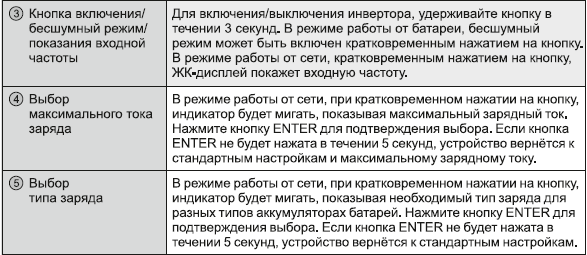 ③ Кнопка включения/
бесшумный режим/
показания входной
частоты
Для включения/выключения инвертора, удерживайте кнопку в
течении 3 секунд. В режиме работы от батареи, бесшумный
режим может быть включен кратковременным нажатием на кнопку.
В режиме работы от сети, кратковременным нажатием на кнопку,
ЖК-дисплей покажет входную частоту.
④ Выбор
максимального тока
заряда
В режиме работы от сети, при кратковременном нажатии на кнопку,
индикатор будет мигать, показывая максимальный зарядный ток.
Нажмите кнопку ENTER для подтверждения выбора. Если кнопка
ENTER не будет нажата в течении 5 секунд, устройство вернётся к
стандартным настройкам и максимальному зарядному току.
⑤ Выбор
типа заряда
В режиме работы от сети, при кратковременном нажатии на кнопку,
индикатор будет мигать, показывая необходимый тип заряда для
разных типов аккумуляторах батарей. Нажмите кнопку ENTER для
подтверждения выбора. Если кнопка ENTER не будет нажата в
течении 5 секунд, устройство вернётся к стандартным настройкам.